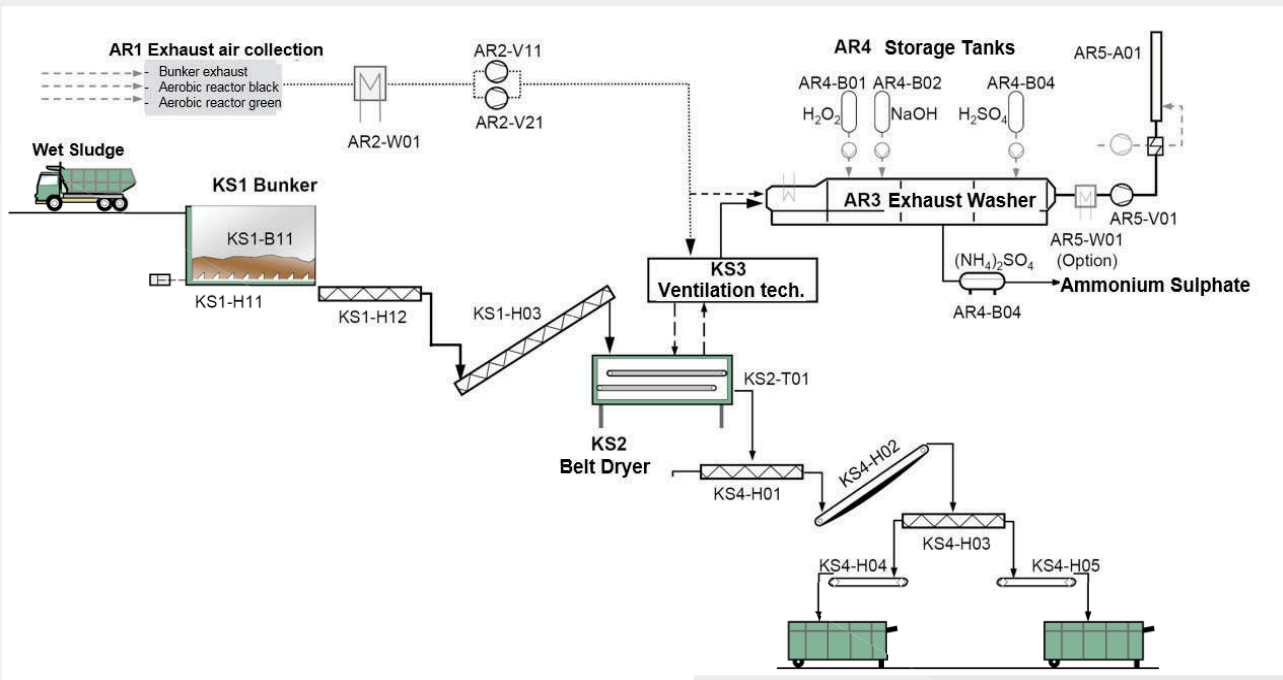 AR1 Exhaust air collection
- Bunker exhaust
- Aerobic reactor black
- Aerobic reactor green
AR2-W01
AR2-V11
AR2-V21
AR4 Storage Tanks
AR4-B01
H₂O₂
AR4-B02
NaOH
AR4-B04
H₂SO₄
AR5-A01
Wet Sludge
KS1 Bunker
KS1-B11
KS1-H11
KS1-H12
KS1-H03
AR3 Exhaust Washer
AR5-V01
AR5-W01
(Option)
KS3
Ventilation tech.
(NH₄)₂SO₄
AR4-B04
Ammonium Sulphate
KS2-T01
KS2
Belt Dryer
KS4-H01
KS4-H02
KS4-H03
KS4-H04
KS4-H05